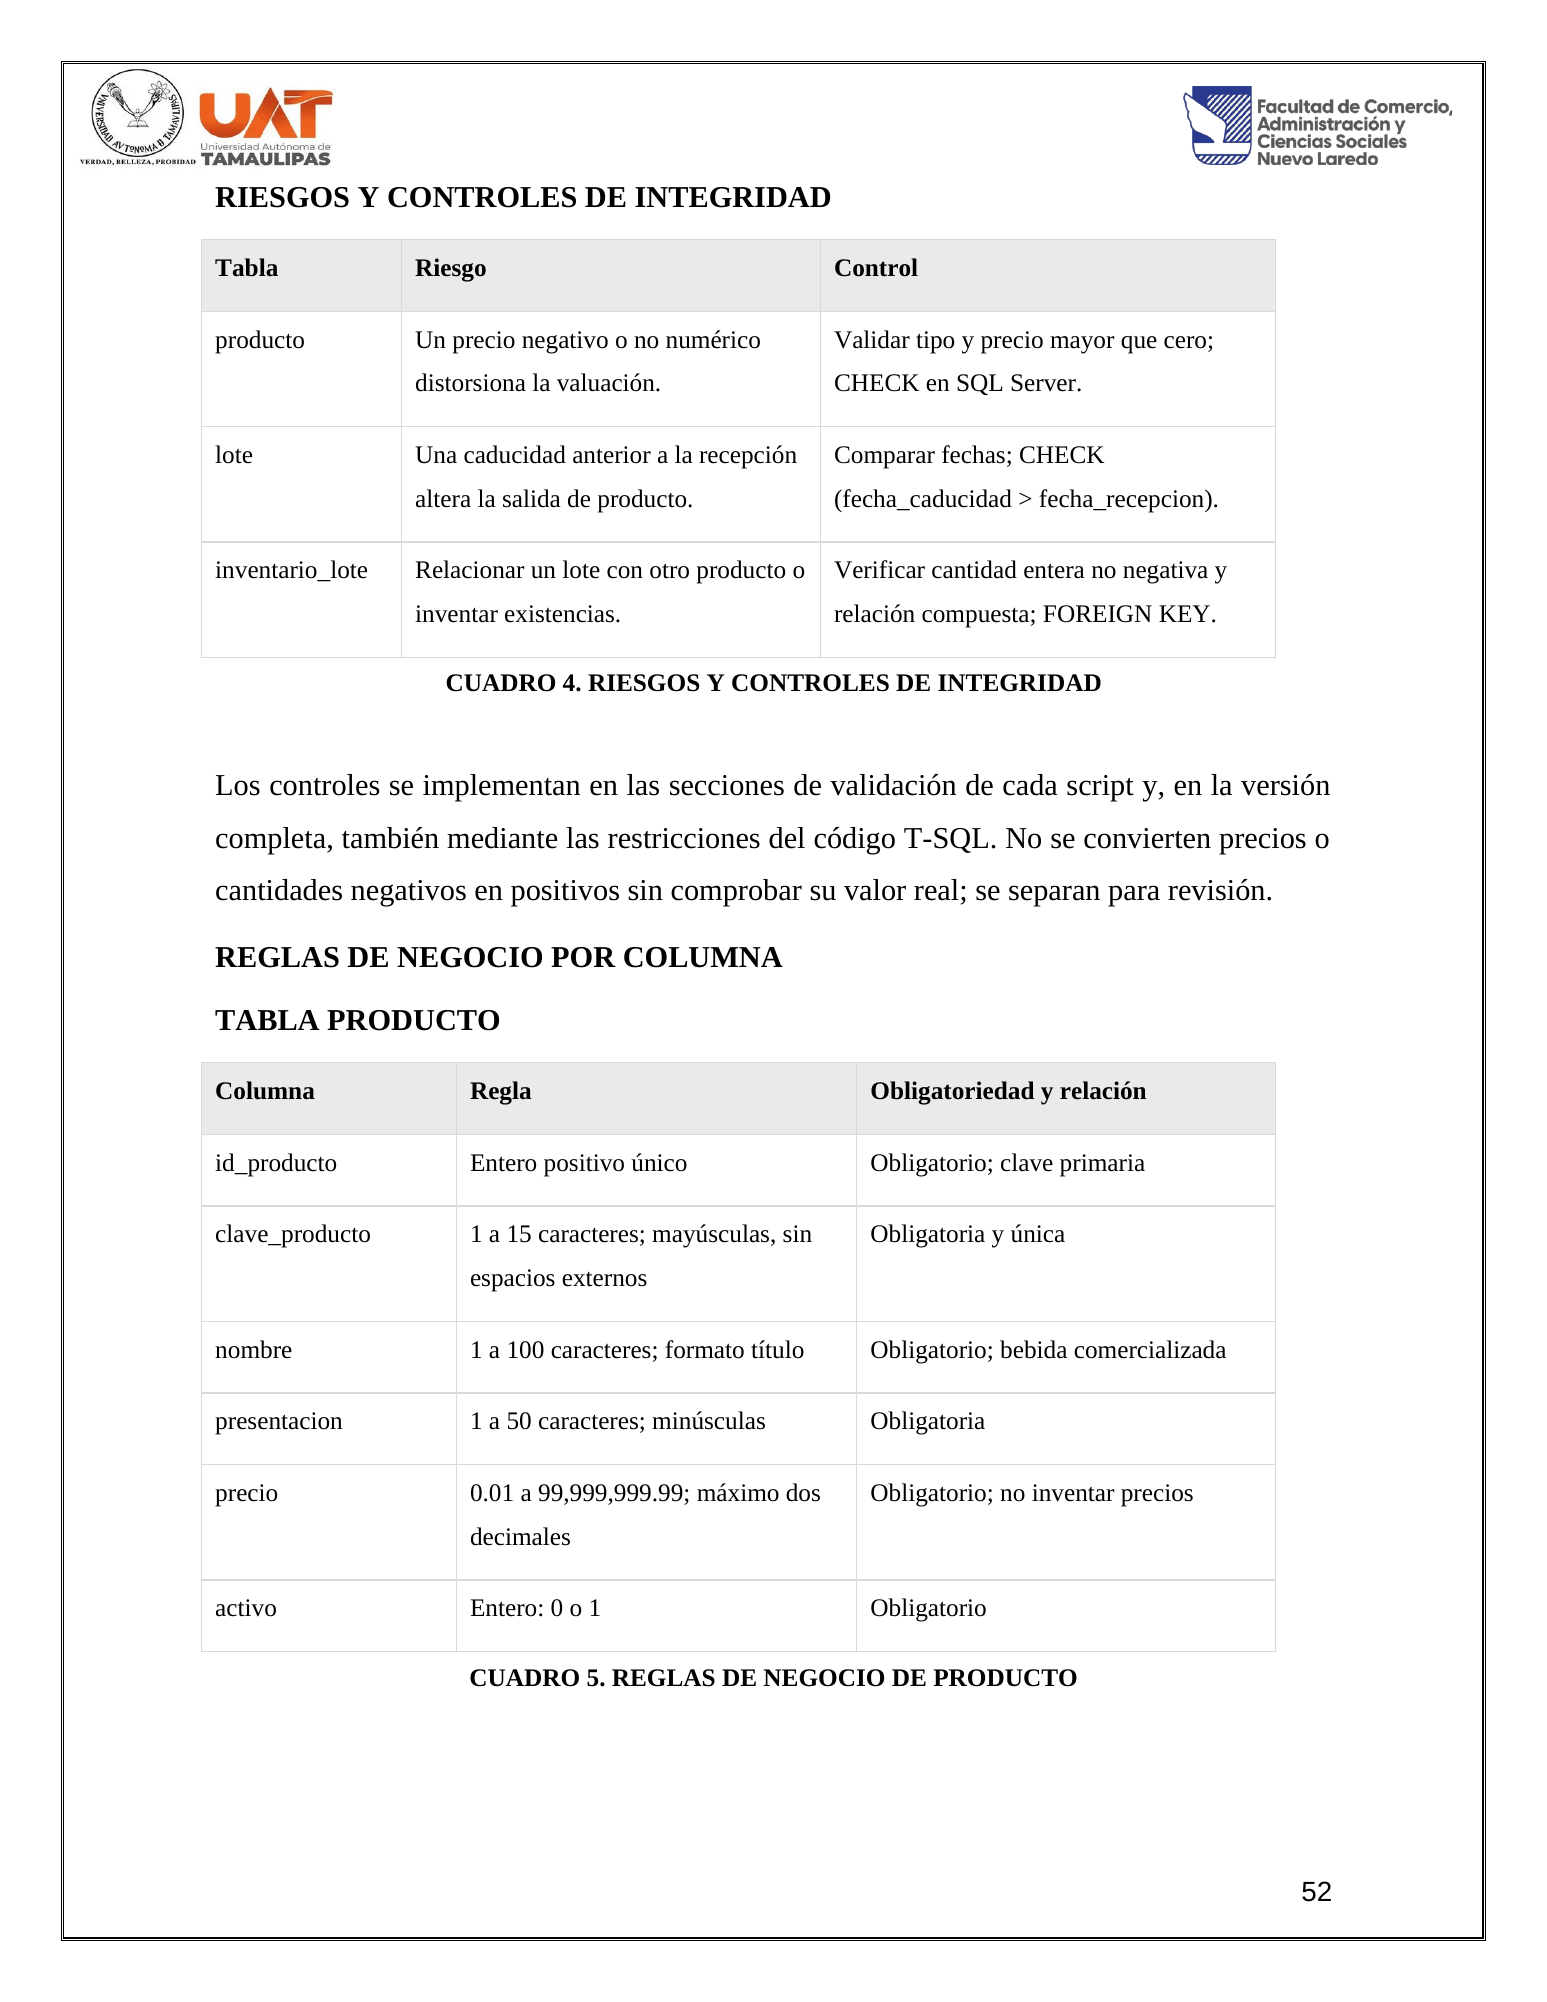 UNIVERSIDAD AVTONOMA D TAMAVLIPAS
VERDAD, BELLEZA, PROBIDAD
UAT
Universidad Autónoma de
TAMAULIPAS
Facultad de Comercio,
Administración y
Ciencias Sociales
Nuevo Laredo
RIESGOS Y CONTROLES DE INTEGRIDAD
Tabla Riesgo Control
producto Un precio negativo o no numérico Validar tipo y precio mayor que cero;
distorsiona la valuación. CHECK en SQL Server.
lote Una caducidad anterior a la recepción Comparar fechas; CHECK
altera la salida de producto. (fecha_caducidad > fecha_recepcion).
inventario_lote Relacionar un lote con otro producto o Verificar cantidad entera no negativa y
inventar existencias. relación compuesta; FOREIGN KEY.
CUADRO 4. RIESGOS Y CONTROLES DE INTEGRIDAD
Los controles se implementan en las secciones de validación de cada script y, en la versión
completa, también mediante las restricciones del código T-SQL. No se convierten precios o
cantidades negativos en positivos sin comprobar su valor real; se separan para revisión.
REGLAS DE NEGOCIO POR COLUMNA
TABLA PRODUCTO
Columna Regla Obligatoriedad y relación
id_producto Entero positivo único Obligatorio; clave primaria
clave_producto 1 a 15 caracteres; mayúsculas, sin Obligatoria y única
espacios externos
nombre 1 a 100 caracteres; formato título Obligatorio; bebida comercializada
presentacion 1 a 50 caracteres; minúsculas Obligatoria
precio 0.01 a 99,999,999.99; máximo dos Obligatorio; no inventar precios
decimales
activo Entero: 0 o 1 Obligatorio
CUADRO 5. REGLAS DE NEGOCIO DE PRODUCTO
52